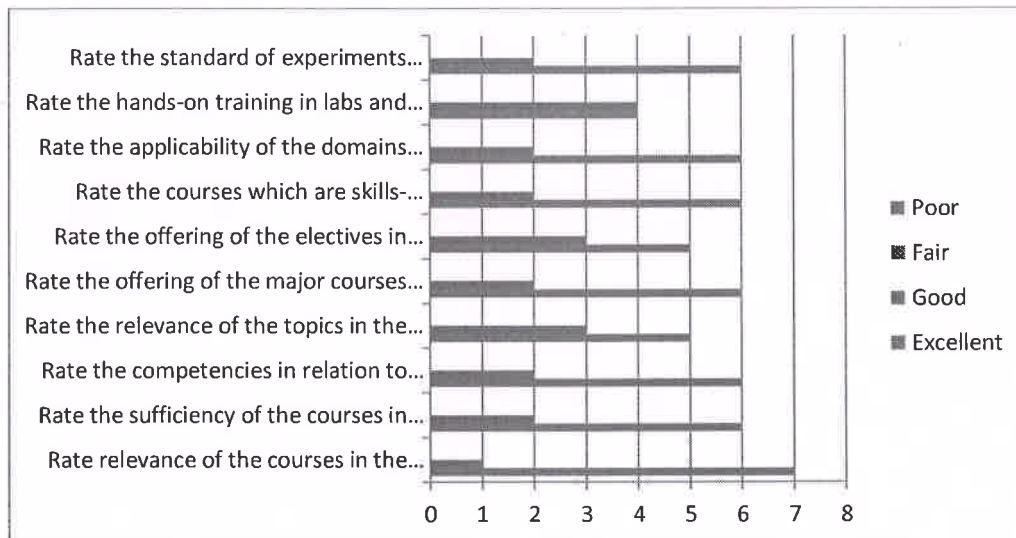 Rate the standard of experiments...
Rate the hands-on training in labs and...
Rate the applicability of the domains...
Rate the courses which are skills-...
Rate the offering of the electives in...
Rate the offering of the major courses...
Rate the relevance of the topics in the...
Rate the competencies in relation to...
Rate the sufficiency of the courses in...
Rate relevance of the courses in the...
0 1 2 3 4 5 6 7 8
Poor
Fair
Good
Excellent